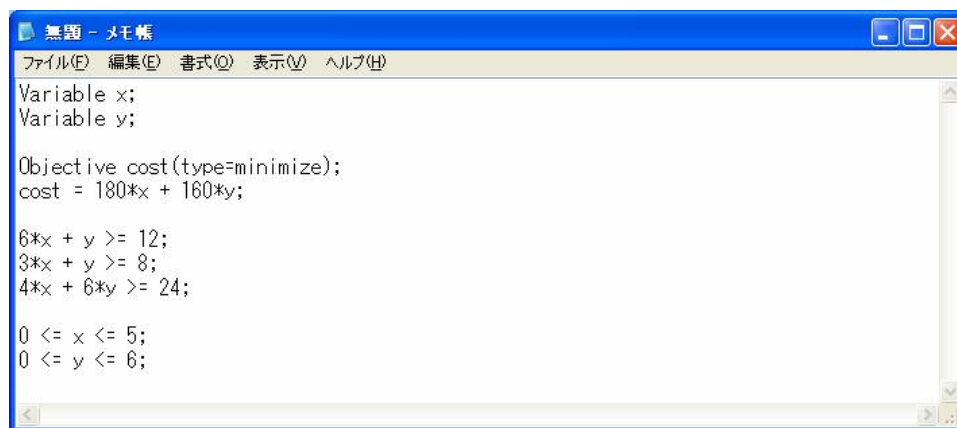 無題 - メモ帳
ファイル(F) 編集(E) 書式(O) 表示(V) ヘルプ(H)
Variable x;
Variable y;
Objective cost(type=minimize);
cost = 180*x + 160*y;
6*x + y >= 12;
3*x + y >= 8;
4*x + 6*y >= 24;
0 <= x <= 5;
0 <= y <= 6;